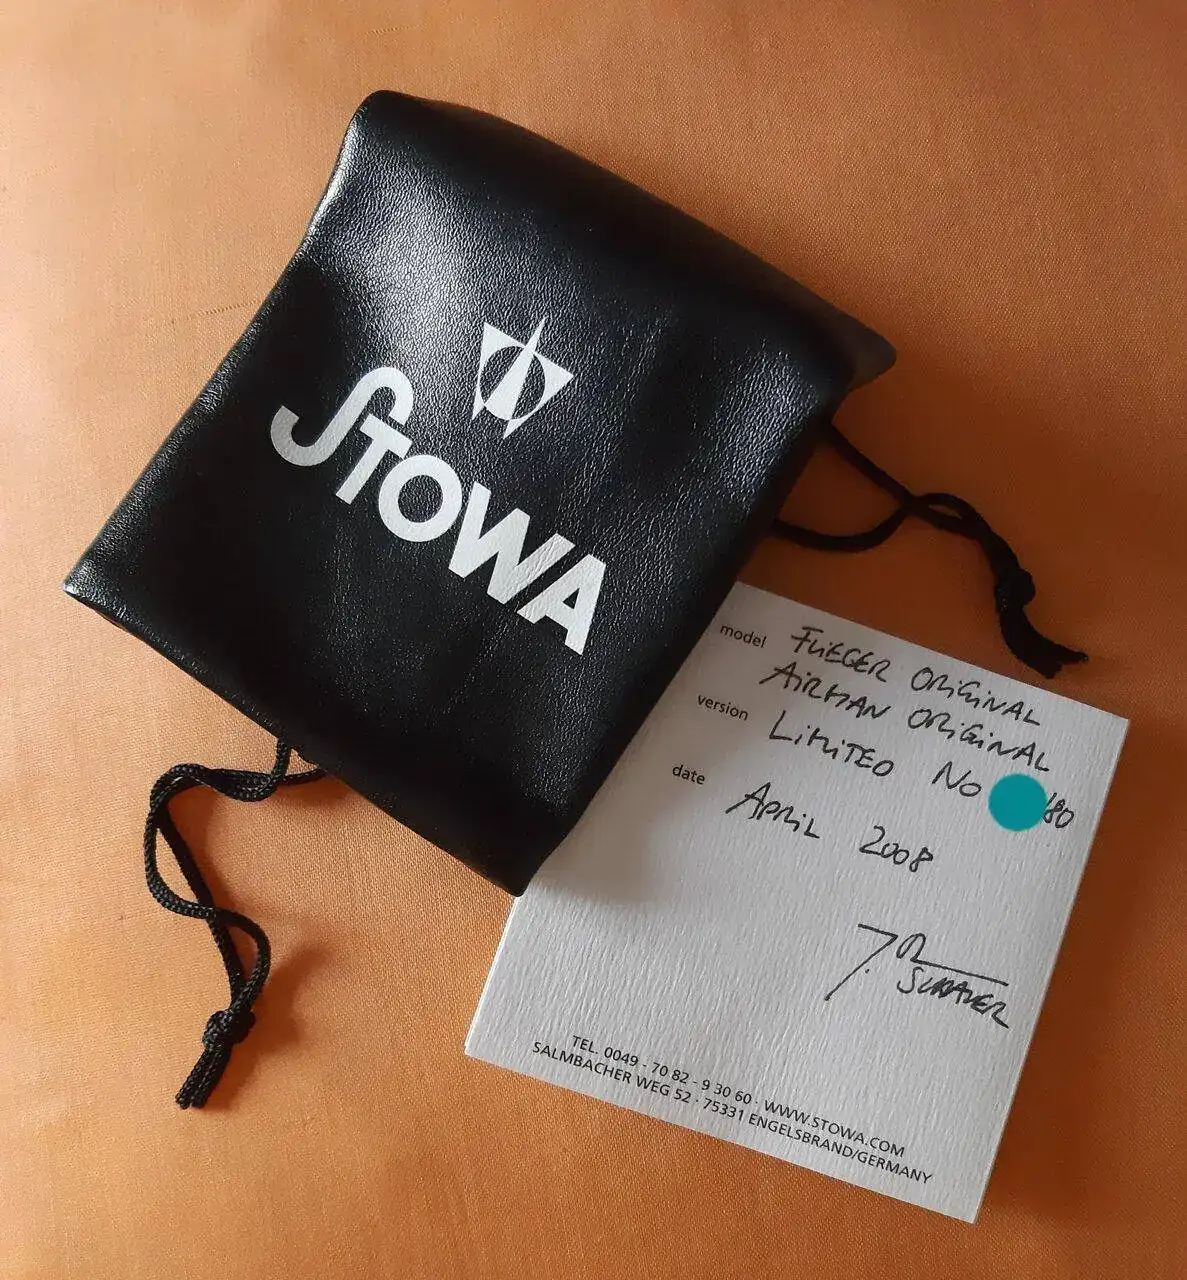 STOWA
model FLIEGER ORIGINAL
AIRMAN ORIGINAL
version LIMITED NO /80
date APRIL 2008
J. SCHAUER
TEL. 0049 - 70 82 - 9 30 60 · WWW.STOWA.COM
SALMBACHER WEG 52 · 75331 ENGELSBRAND/GERMANY